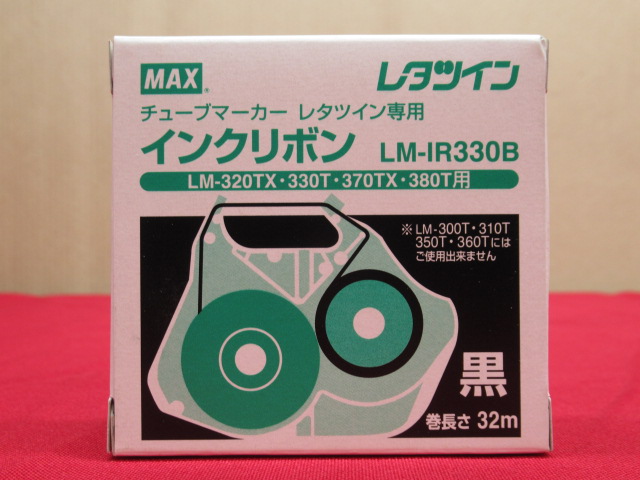 MAX® レタツイン
チューブマーカー レタツイン専用
インクリボン LM-IR330B
LM-320TX・330T・370TX・380T用
※LM-300T・310T
350T・360Tには
ご使用出来ません
黒
巻長さ 32m